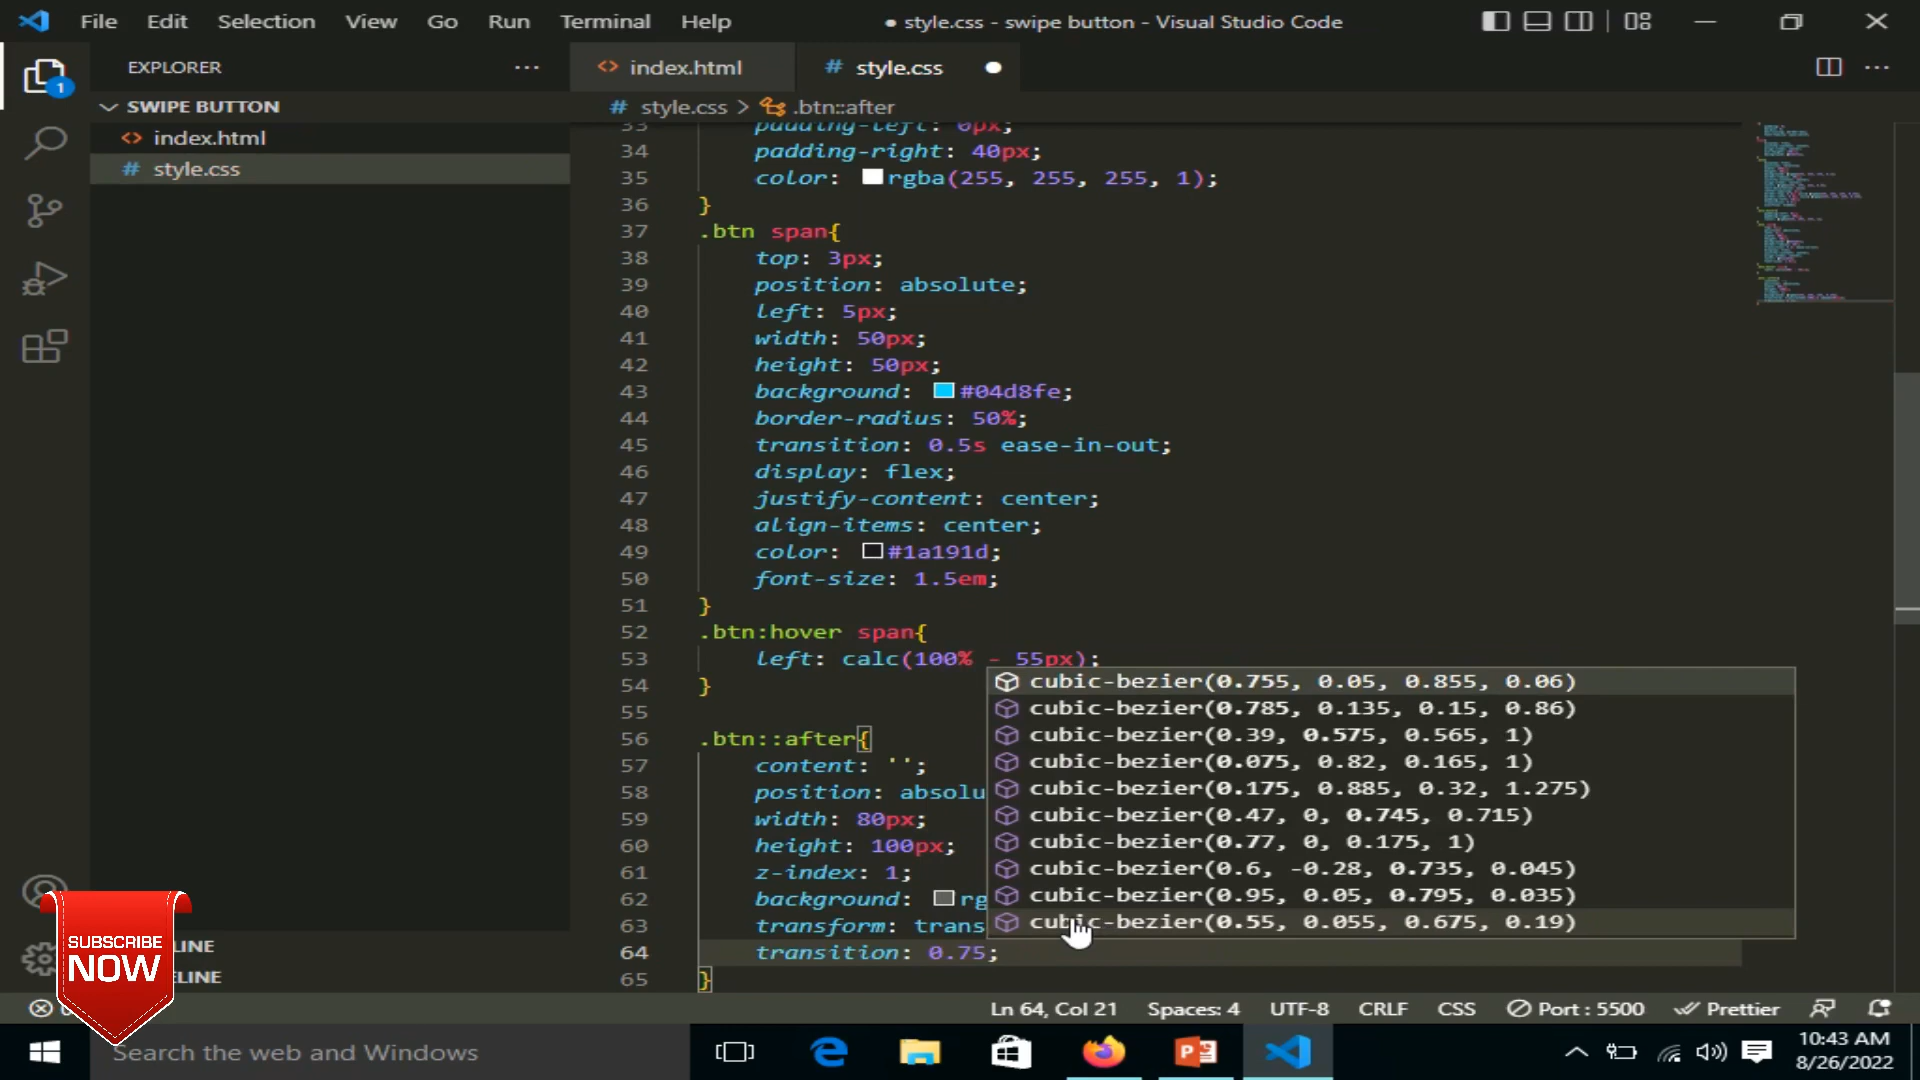 File Edit Selection View Go Run Terminal Help
● style.css - swipe button - Visual Studio Code
EXPLORER
SWIPE BUTTON
index.html
# style.css
index.html
# style.css
# style.css > .btn::after
33 padding-left: 0px;
34 padding-right: 40px;
35 color: rgba(255, 255, 255, 1);
36 }
37 .btn span{
38 top: 3px;
39 position: absolute;
40 left: 5px;
41 width: 50px;
42 height: 50px;
43 background: #04d8fe;
44 border-radius: 50%;
45 transition: 0.5s ease-in-out;
46 display: flex;
47 justify-content: center;
48 align-items: center;
49 color: #1a191d;
50 font-size: 1.5em;
51 }
52 .btn:hover span{
53 left: calc(100% - 55px);
54 }
55
56 .btn::after{
57 content: '';
58 position: absolu
59 width: 80px;
60 height: 100px;
61 z-index: 1;
62 background: rg
63 transform: trans
64 transition: 0.75;
65 }
cubic-bezier(0.755, 0.05, 0.855, 0.06)
cubic-bezier(0.785, 0.135, 0.15, 0.86)
cubic-bezier(0.39, 0.575, 0.565, 1)
cubic-bezier(0.075, 0.82, 0.165, 1)
cubic-bezier(0.175, 0.885, 0.32, 1.275)
cubic-bezier(0.47, 0, 0.745, 0.715)
cubic-bezier(0.77, 0, 0.175, 1)
cubic-bezier(0.6, -0.28, 0.735, 0.045)
cubic-bezier(0.95, 0.05, 0.795, 0.035)
cubic-bezier(0.55, 0.055, 0.675, 0.19)
1
LINE
ELINE
SUBSCRIBE
NOW
Ln 64, Col 21 Spaces: 4 UTF-8 CRLF CSS Port : 5500 Prettier
Search the web and Windows
10:43 AM
8/26/2022